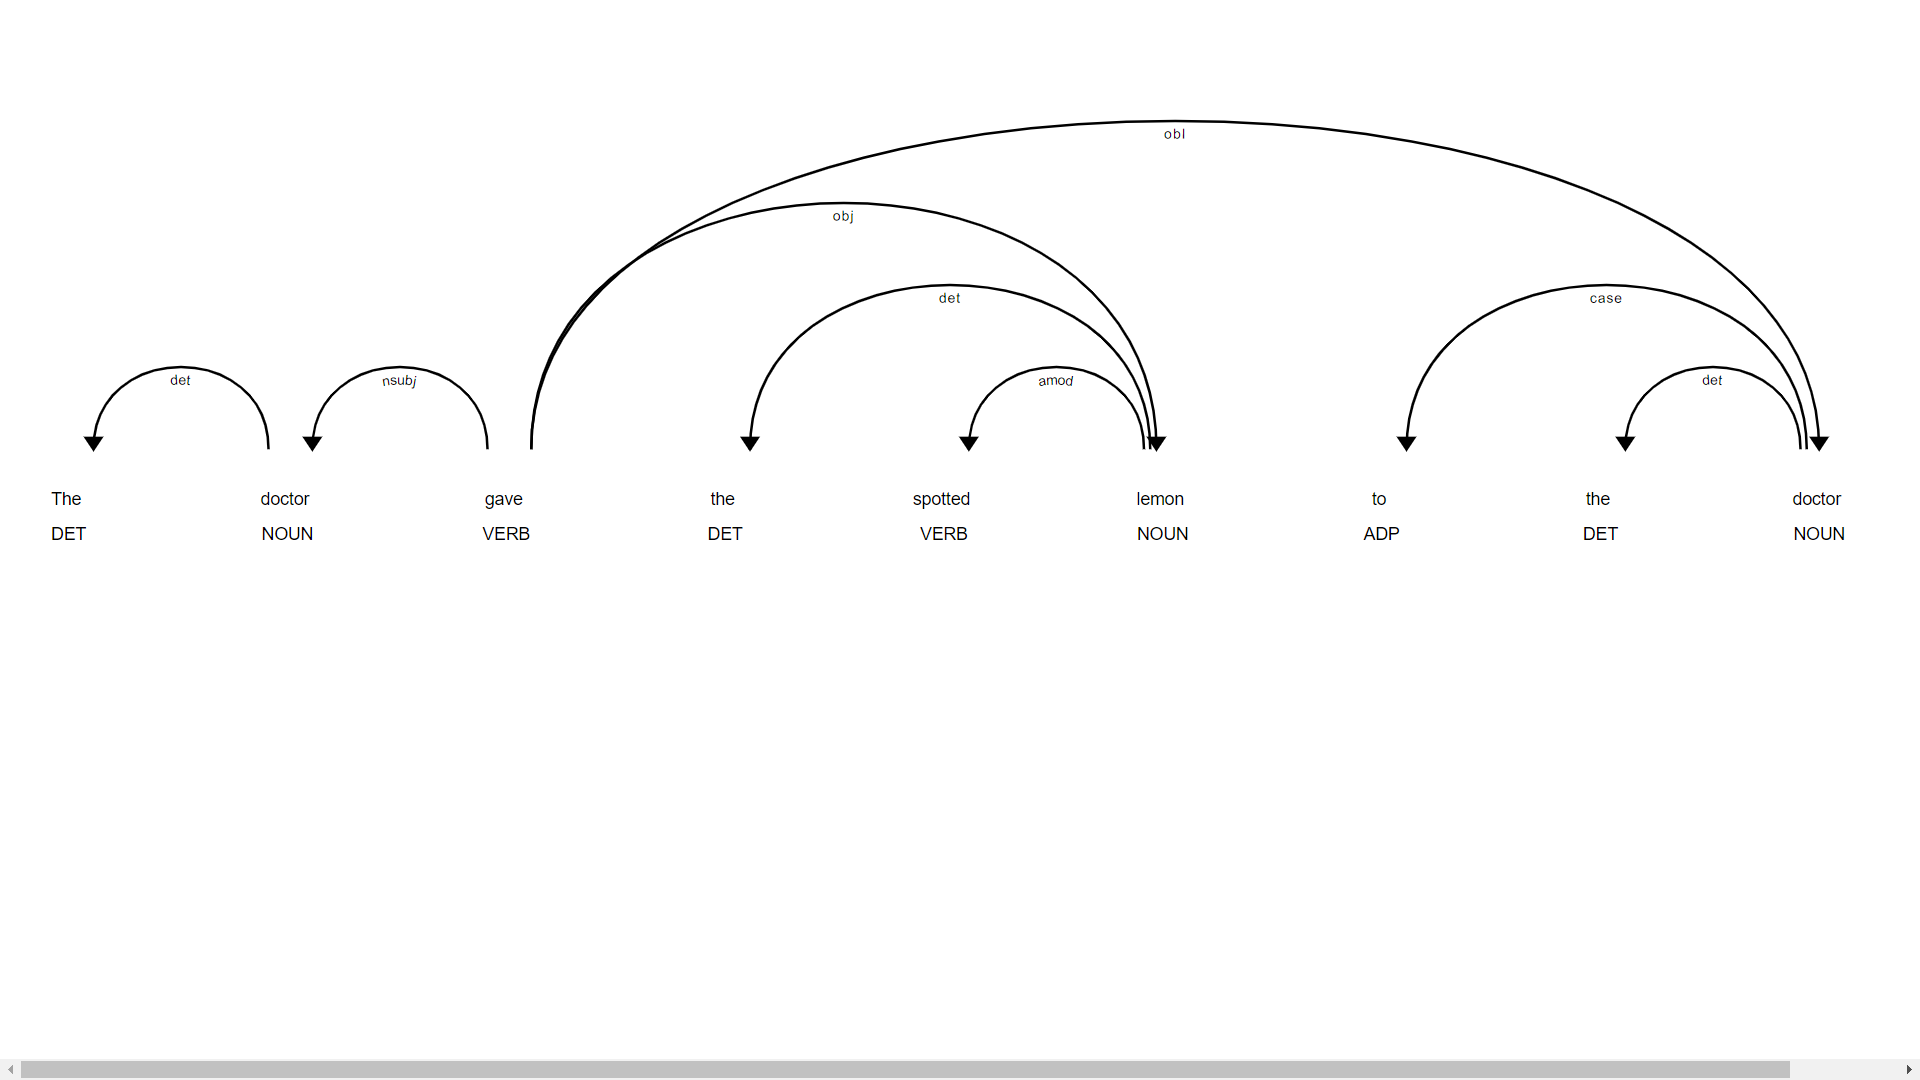 obl
obj
det
case
det
nsubj
amod
det
The doctor gave the spotted lemon to the doctor
DET NOUN VERB DET VERB NOUN ADP DET NOUN